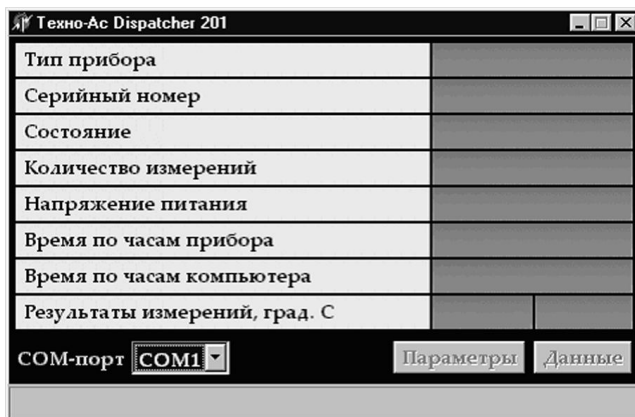 Техно-Ас Dispatcher 201
Тип прибора
Серийный номер
Состояние
Количество измерений
Напряжение питания
Время по часам прибора
Время по часам компьютера
Результаты измерений, град. С
COM-порт COM1 Параметры Данные